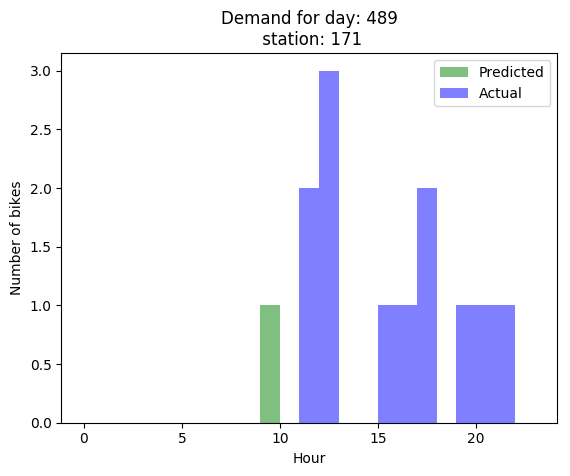 Demand for day: 489
station: 171
Predicted
Actual
Number of bikes
3.0
2.5
2.0
1.5
1.0
0.5
0.0
0 5 10 15 20
Hour